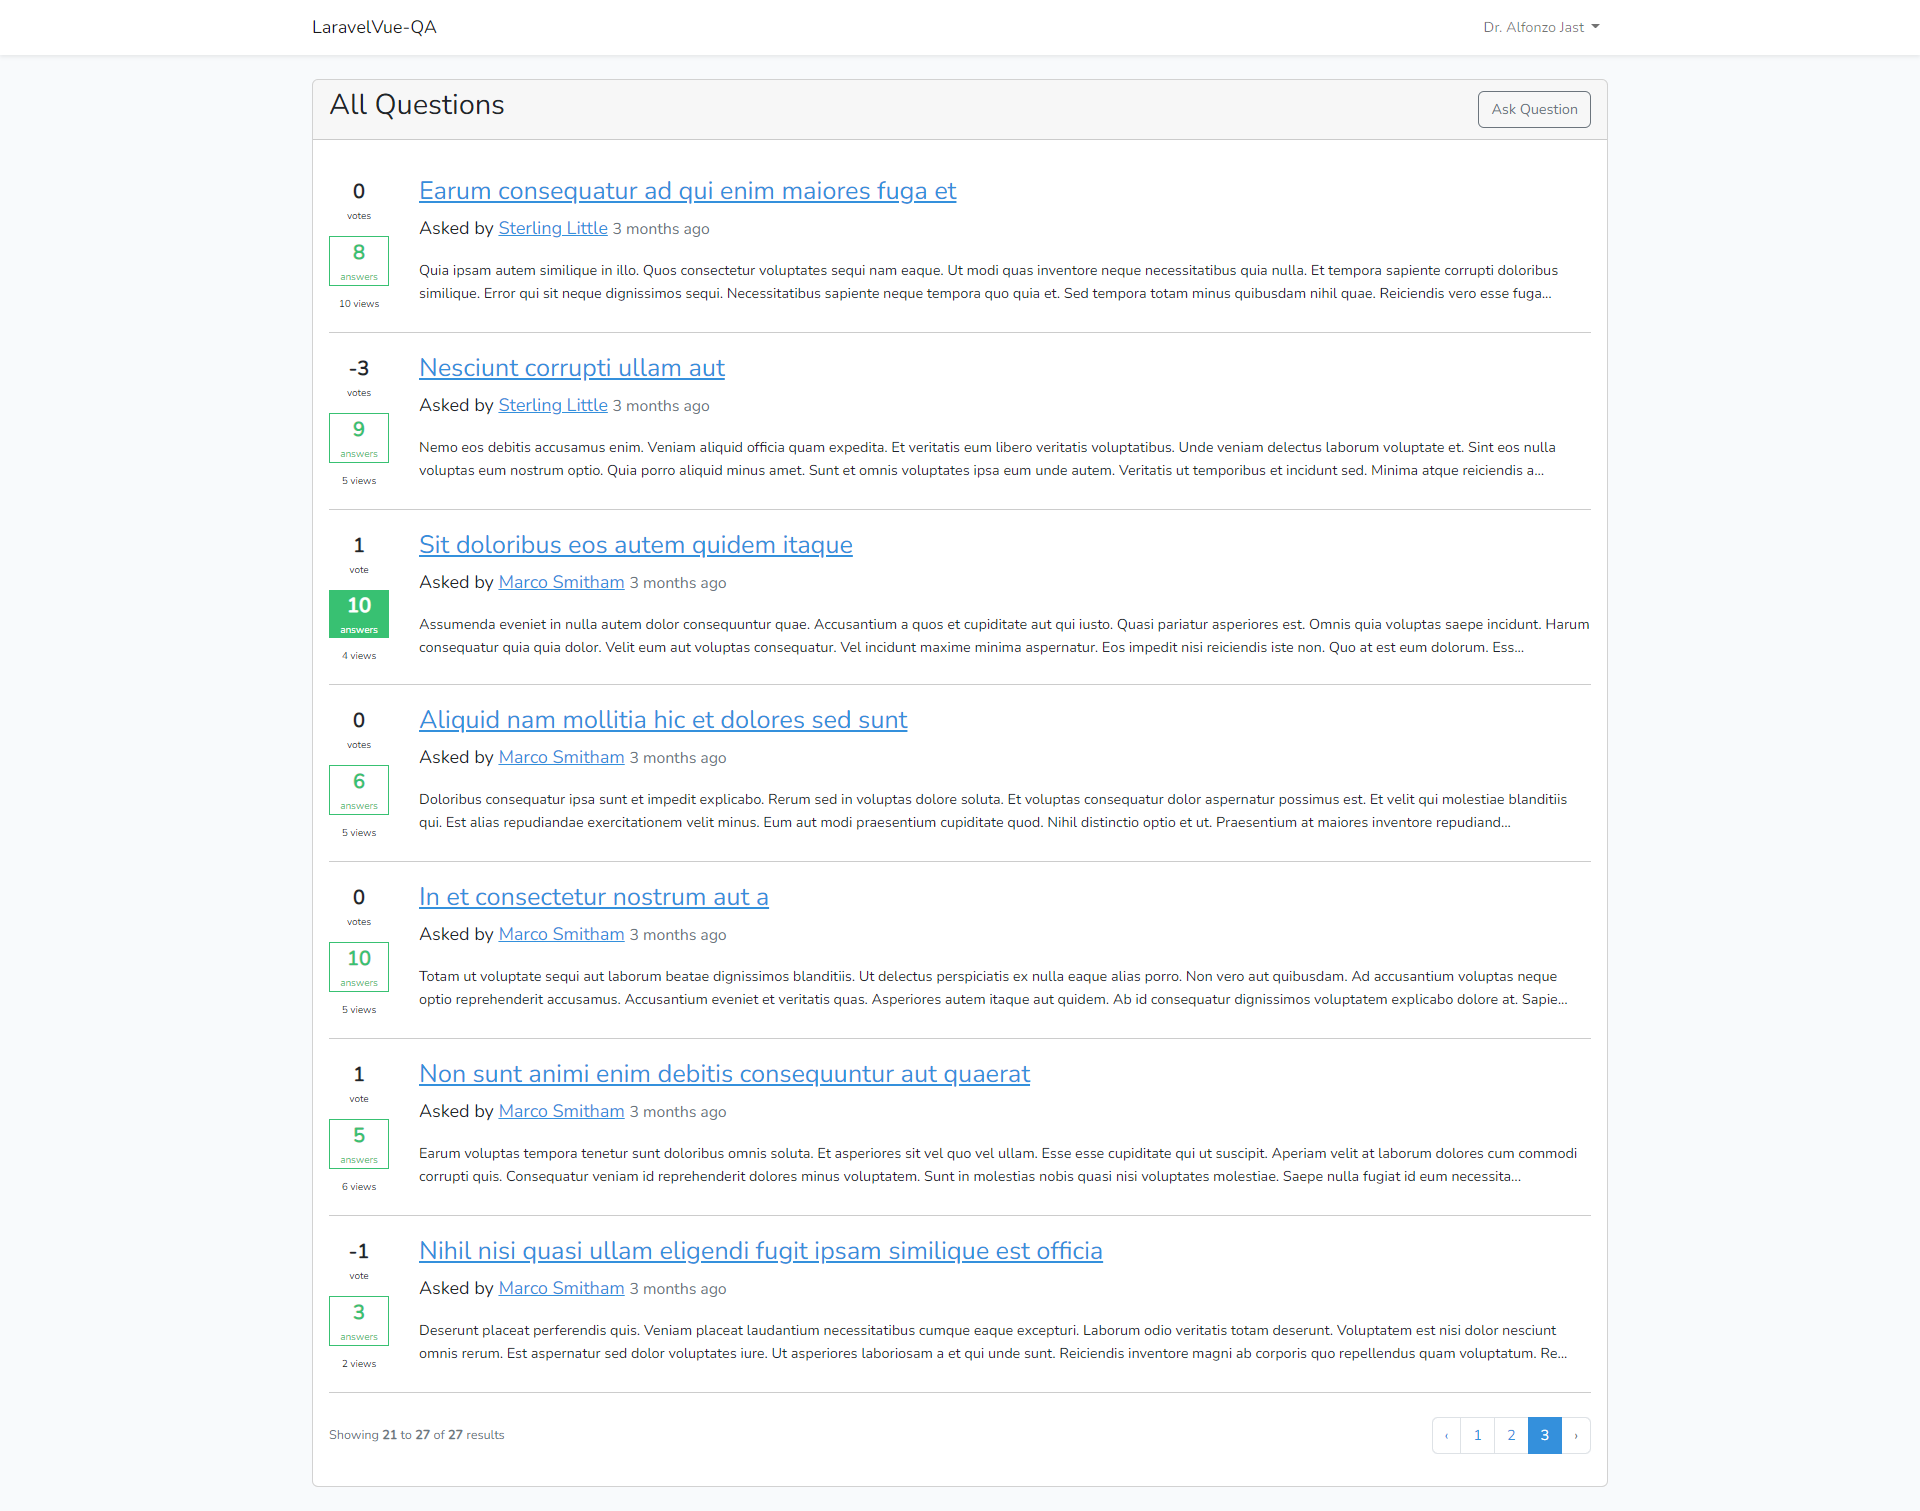 LaravelVue-QA
Dr. Alfonzo Jast
All Questions
Ask Question
0
votes
8
answers
10 views
Earum consequatur ad qui enim maiores fuga et
Asked by Sterling Little 3 months ago
Quia ipsam autem similique in illo. Quos consectetur voluptates sequi nam eaque. Ut modi quas inventore neque necessitatibus quia nulla. Et tempora sapiente corrupti doloribus
similique. Error qui sit neque dignissimos sequi. Necessitatibus sapiente neque tempora quo quia et. Sed tempora totam minus quibusdam nihil quae. Reiciendis vero esse fuga...
-3
votes
9
answers
5 views
Nesciunt corrupti ullam aut
Asked by Sterling Little 3 months ago
Nemo eos debitis accusamus enim. Veniam aliquid officia quam expedita. Et veritatis eum libero veritatis voluptatibus. Unde veniam delectus laborum voluptate et. Sint eos nulla
voluptas eum nostrum optio. Quia porro aliquid minus amet. Sunt et omnis voluptates ipsa eum unde autem. Veritatis ut temporibus et incidunt sed. Minima atque reiciendis a...
1
vote
10
answers
4 views
Sit doloribus eos autem quidem itaque
Asked by Marco Smitham 3 months ago
Assumenda eveniet in nulla autem dolor consequuntur quae. Accusantium a quos et cupiditate aut qui iusto. Quasi pariatur asperiores est. Omnis quia voluptas saepe incidunt. Harum
consequatur quia quia dolor. Velit eum aut voluptas consequatur. Vel incidunt maxime minima aspernatur. Eos impedit nisi reiciendis iste non. Quo at est eum dolorum. Ess...
0
votes
6
answers
5 views
Aliquid nam mollitia hic et dolores sed sunt
Asked by Marco Smitham 3 months ago
Doloribus consequatur ipsa sunt et impedit explicabo. Rerum sed in voluptas dolore soluta. Et voluptas consequatur dolor aspernatur possimus est. Et velit qui molestiae blanditiis
qui. Est alias repudiandae exercitationem velit minus. Eum aut modi praesentium cupiditate quod. Nihil distinctio optio et ut. Praesentium at maiores inventore repudiand...
0
votes
10
answers
5 views
In et consectetur nostrum aut a
Asked by Marco Smitham 3 months ago
Totam ut voluptate sequi aut laborum beatae dignissimos blanditiis. Ut delectus perspiciatis ex nulla eaque alias porro. Non vero aut quibusdam. Ad accusantium voluptas neque
optio reprehenderit accusamus. Accusantium eveniet et veritatis quas. Asperiores autem itaque aut quidem. Ab id consequatur dignissimos voluptatem explicabo dolore at. Sapie...
1
vote
5
answers
6 views
Non sunt animi enim debitis consequuntur aut quaerat
Asked by Marco Smitham 3 months ago
Earum voluptas tempora tenetur sunt doloribus omnis soluta. Et asperiores sit vel quo vel ullam. Esse esse cupiditate qui ut suscipit. Aperiam velit at laborum dolores cum commodi
corrupti quis. Consequatur veniam id reprehenderit dolores minus voluptatem. Sunt in molestias nobis quasi nisi voluptates molestiae. Saepe nulla fugiat id eum necessita...
-1
vote
3
answers
2 views
Nihil nisi quasi ullam eligendi fugit ipsam similique est officia
Asked by Marco Smitham 3 months ago
Deserunt placeat perferendis quis. Veniam placeat laudantium necessitatibus cumque eaque excepturi. Laborum odio veritatis totam deserunt. Voluptatem est nisi dolor nesciunt
omnis rerum. Est aspernatur sed dolor voluptates iure. Ut asperiores laboriosam a et qui unde sunt. Reiciendis inventore magni ab corporis quo repellendus quam voluptatum. Re...
Showing 21 to 27 of 27 results
‹ 1 2 3 ›